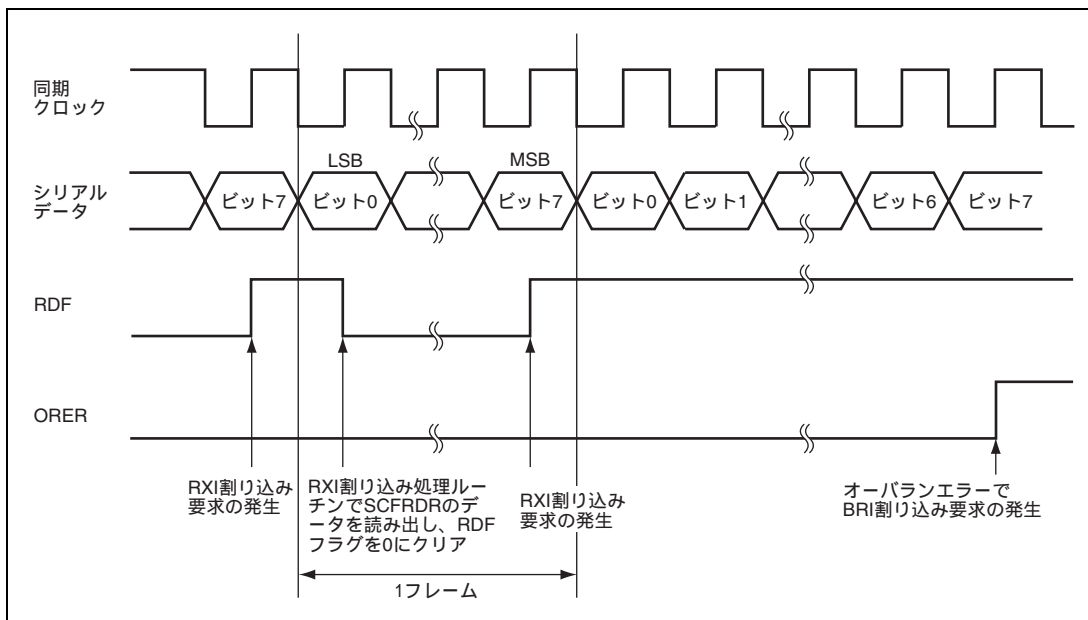 同期
クロック
シリアル
データ
LSB
MSB
ビット7
ビット0
ビット7
ビット0
ビット1
ビット6
ビット7
RDF
ORER
RXI割り込み
要求の発生
RXI割り込み処理ルー
チンでSCFRDRのデ
ータを読み出し、RDF
フラグを0にクリア
RXI割り込み
要求の発生
オーバランエラーで
BRI割り込み要求の発生
1フレーム